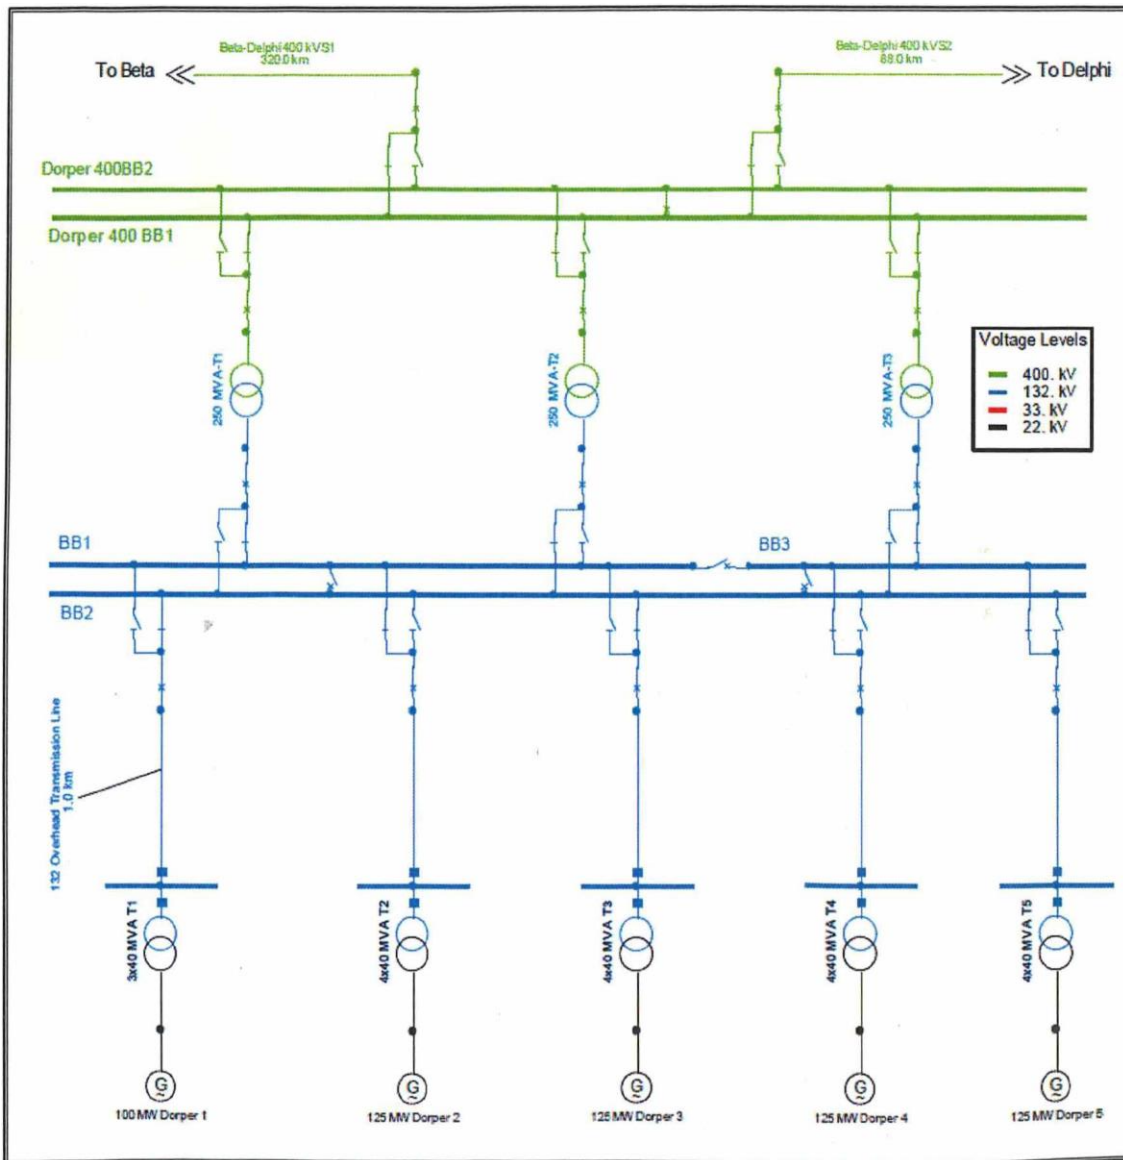 Beta-Delphi 400 kVS1
320.0 km
Beta-Delphi 400 kVS2
88.0 km
To Beta
To Delphi
Dorper 400BB2
Dorper 400 BB1
Voltage Levels
400. kV
132. kV
33. kV
22. kV
250 MVA-T1
250 MVA-T2
250 MVA-T3
BB1
BB3
BB2
132 Overhead Transmission Line
1.0 km
3x40 MVA T1
4x40 MVA T2
4x40 MVA T3
4x40 MVA T4
4x40 MVA T5
G
G
G
G
G
100 MW Dorper 1
125 MW Dorper 2
125 MW Dorper 3
125 MW Dorper 4
125 MW Dorper 5